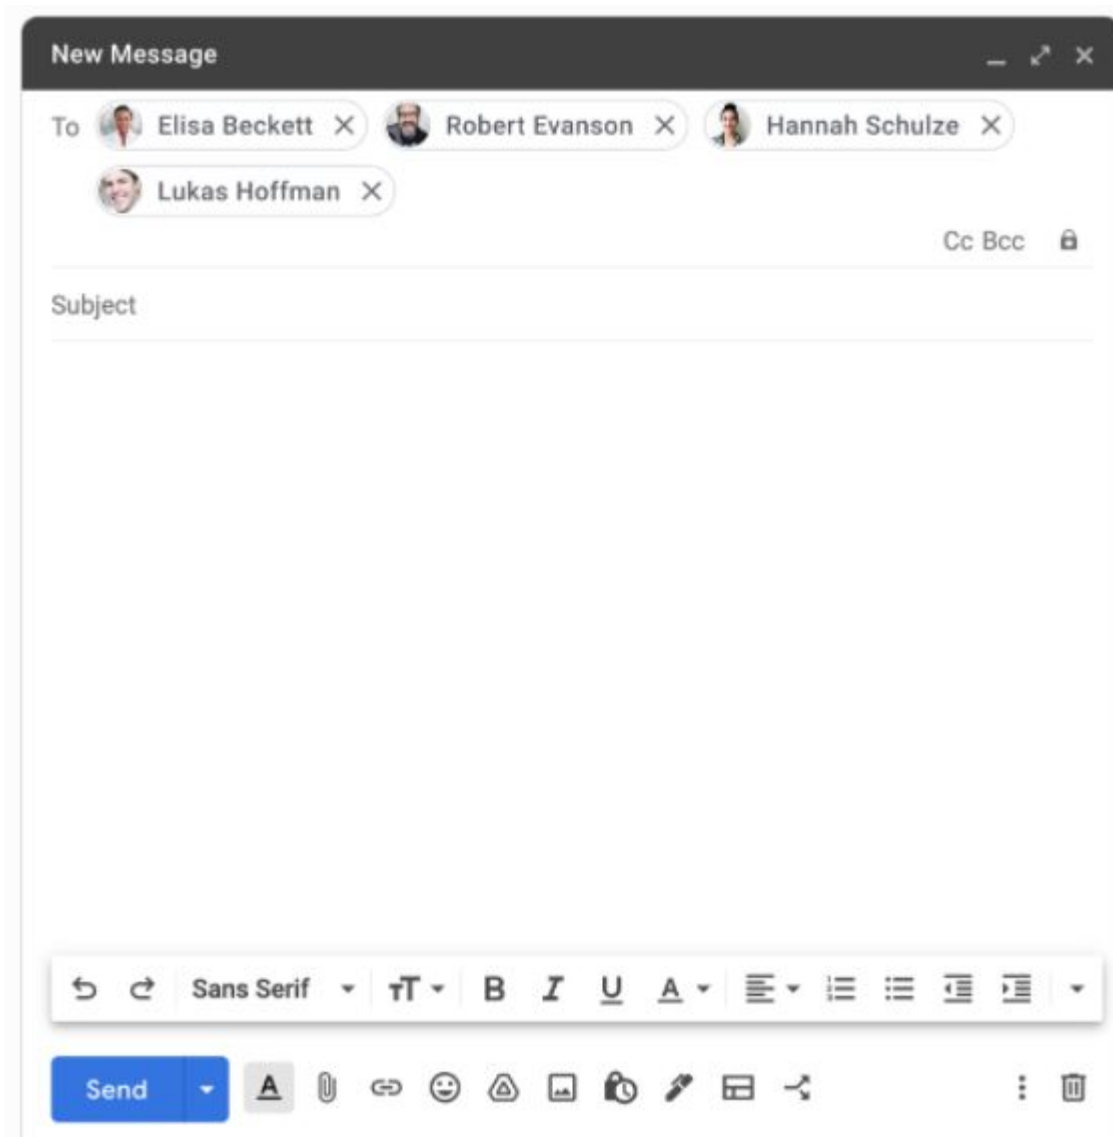 New Message
To Elisa Beckett Robert Evanson Hannah Schulze
Lukas Hoffman
Cc Bcc
Subject
Sans Serif
Send